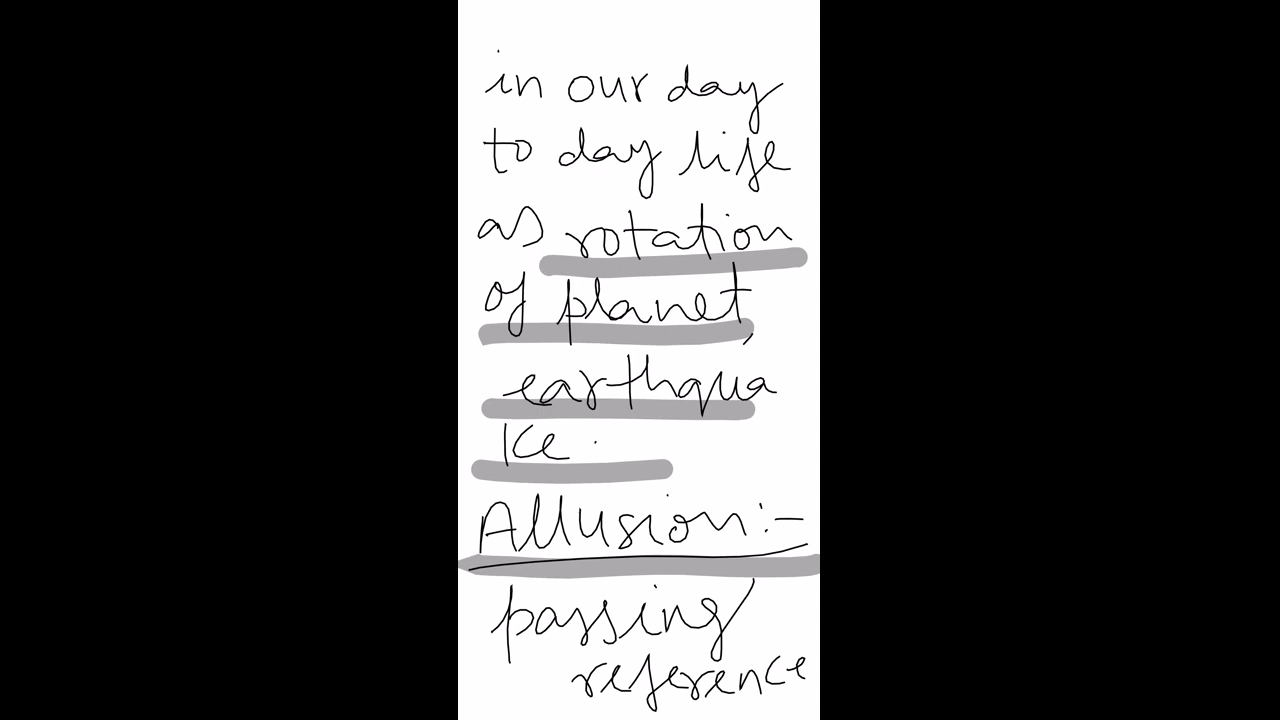 in our day
to day life
as rotation
of planet,
earthqua
ke.
Allusion:-
passing
reference